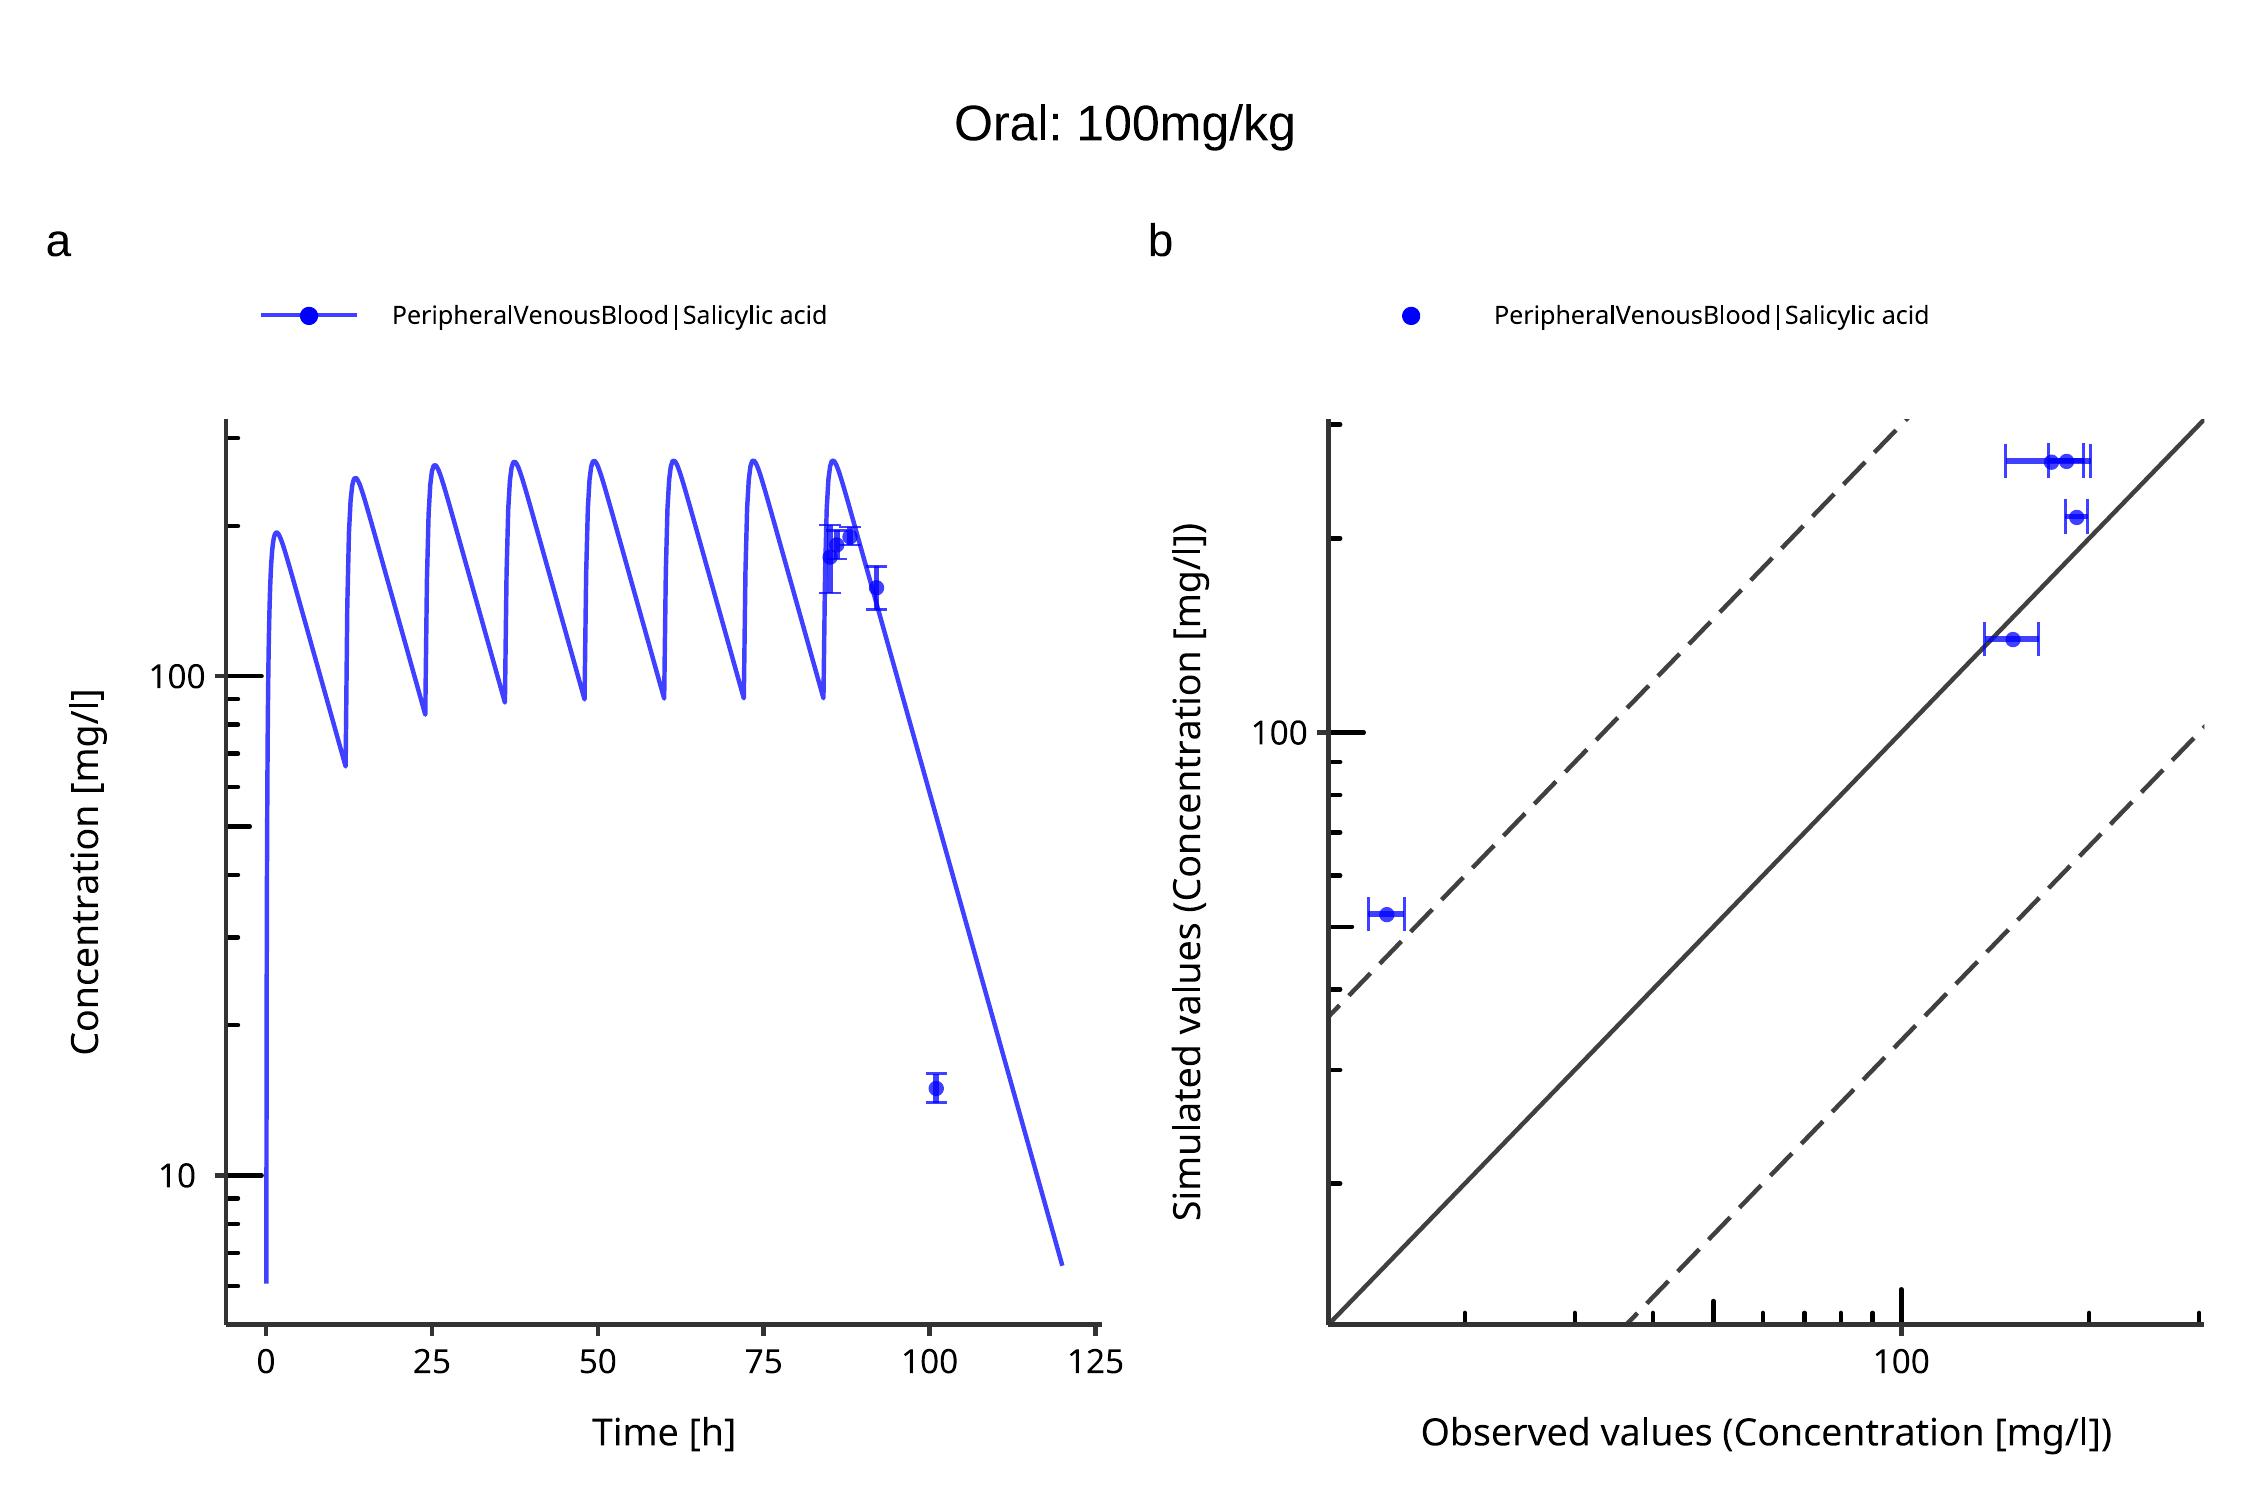 Oral: 100mg/kg
a
PeripheralVenousBlood|Salicylic acid
Concentration [mg/l]
100
10
0 25 50 75 100 125
Time [h]
b
PeripheralVenousBlood|Salicylic acid
Simulated values (Concentration [mg/l])
100
100
Observed values (Concentration [mg/l])